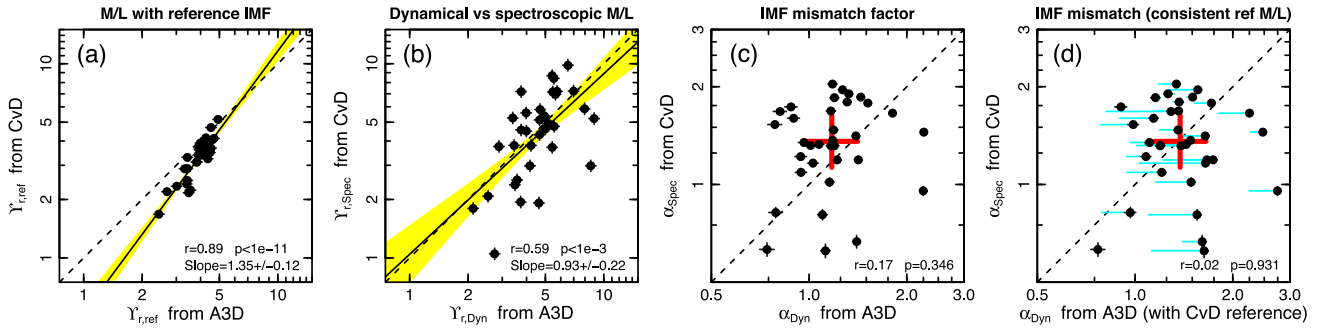 M/L with reference IMF
(a)
r=0.89 p<1e-11
Slope=1.35+/-0.12
1 2 5 10
1 2 5 10
ϒr,ref from CvD
ϒr,ref from A3D
Dynamical vs spectroscopic M/L
(b)
r=0.59 p<1e-3
Slope=0.93+/-0.22
1 2 5 10
1 2 5 10
ϒr,Spec from CvD
ϒr,Dyn from A3D
IMF mismatch factor
(c)
r=0.17 p=0.346
1 2 3
0.5 1.0 2.0 3.0
αSpec from CvD
αDyn from A3D
IMF mismatch (consistent ref M/L)
(d)
r=0.02 p=0.931
1 2 3
0.5 1.0 2.0 3.0
αSpec from CvD
αDyn from A3D (with CvD reference)